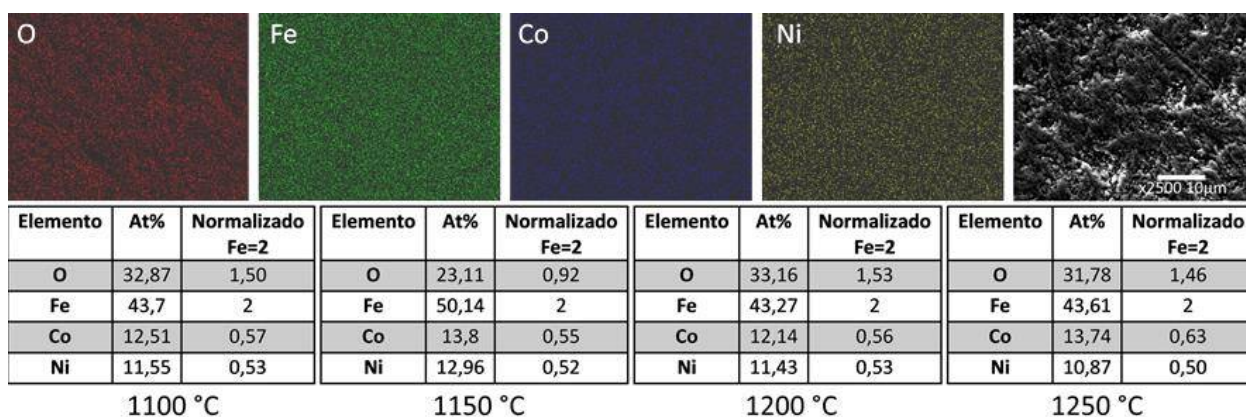 O Fe Co Ni
x2500 10µm
Elemento At% Normalizado Fe=2
O 32,87 1,50
Fe 43,7 2
Co 12,51 0,57
Ni 11,55 0,53
1100 °C
Elemento At% Normalizado Fe=2
O 23,11 0,92
Fe 50,14 2
Co 13,8 0,55
Ni 12,96 0,52
1150 °C
Elemento At% Normalizado Fe=2
O 33,16 1,53
Fe 43,27 2
Co 12,14 0,56
Ni 11,43 0,53
1200 °C
Elemento At% Normalizado Fe=2
O 31,78 1,46
Fe 43,61 2
Co 13,74 0,63
Ni 10,87 0,50
1250 °C